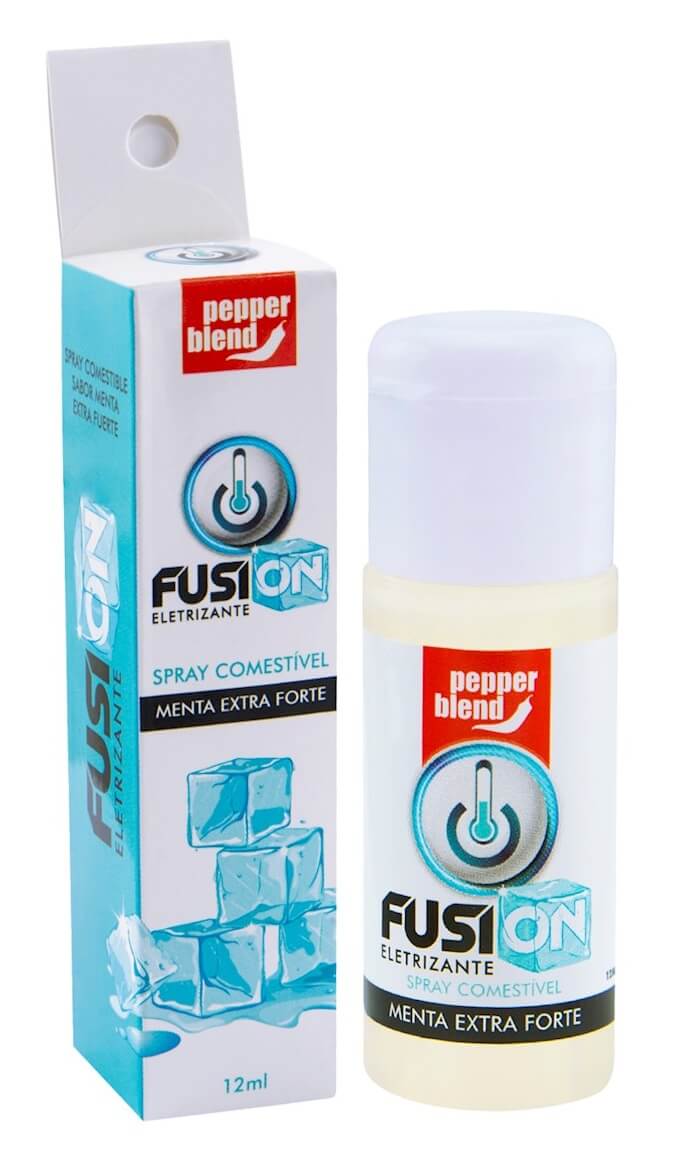 pepper
blend
SPRAY COMESTIBLE
SABOR MENTA
EXTRA FUERTE
FUSION
ELETRIZANTE
FUSION
ELETRIZANTE
SPRAY COMESTÍVEL
MENTA EXTRA FORTE
12ml
pepper
blend
FUSION
ELETRIZANTE
SPRAY COMESTÍVEL
MENTA EXTRA FORTE